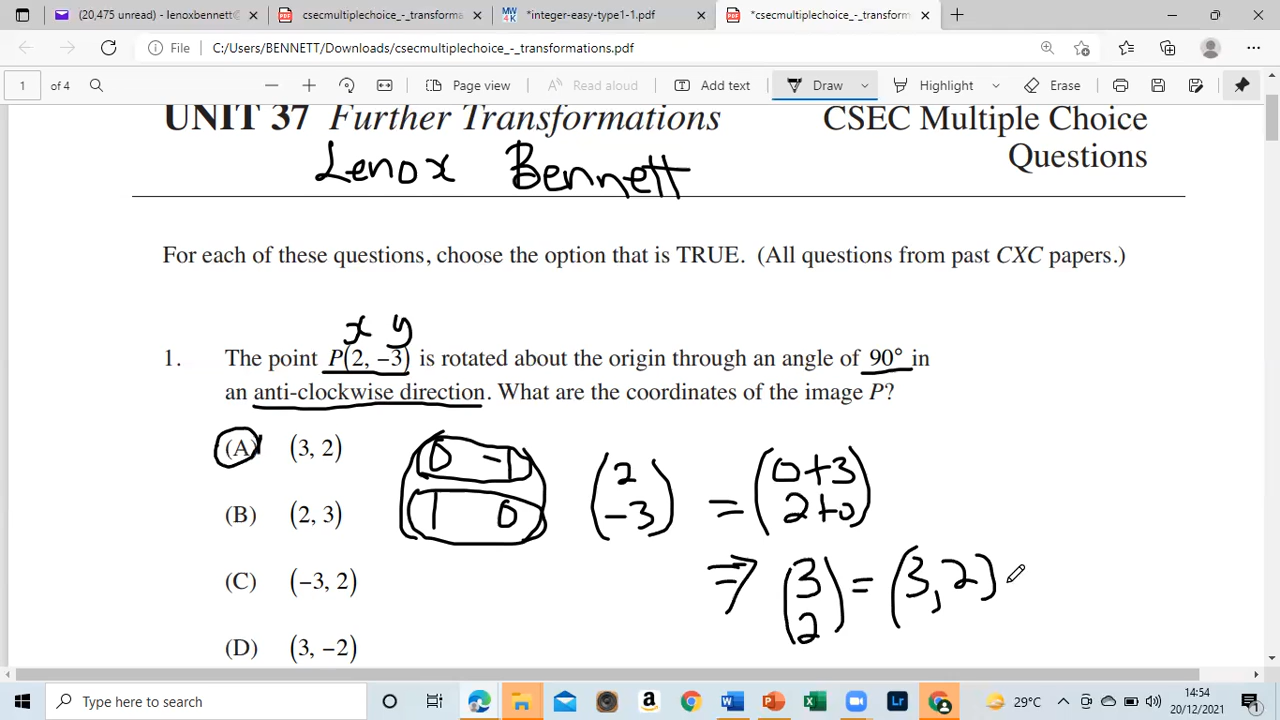 (20,475 unread) - lenoxbennett@
csecmultiplechoice_-_transforma
*integer-easy-type1-1.pdf
*csecmultiplechoice_-_transform
File C:/Users/BENNETT/Downloads/csecmultiplechoice_-_transformations.pdf
1 of 4 Page view Read aloud Add text Draw Highlight Erase
UNIT 37 Further Transformations CSEC Multiple Choice
Questions
Lenox Bennett
For each of these questions, choose the option that is TRUE. (All questions from past CXC papers.)
x y
1. The point P(2, −3) is rotated about the origin through an angle of 90° in
an anti-clockwise direction. What are the coordinates of the image P?
(A) (3, 2)
0 -1
1 0
(2
-3)
= (0+3
2+0)
(B) (2, 3)
⇒ (3
2) = (3,2)
(C) (−3, 2)
(D) (3, −2)
Type here to search
29°C
14:54
20/12/2021